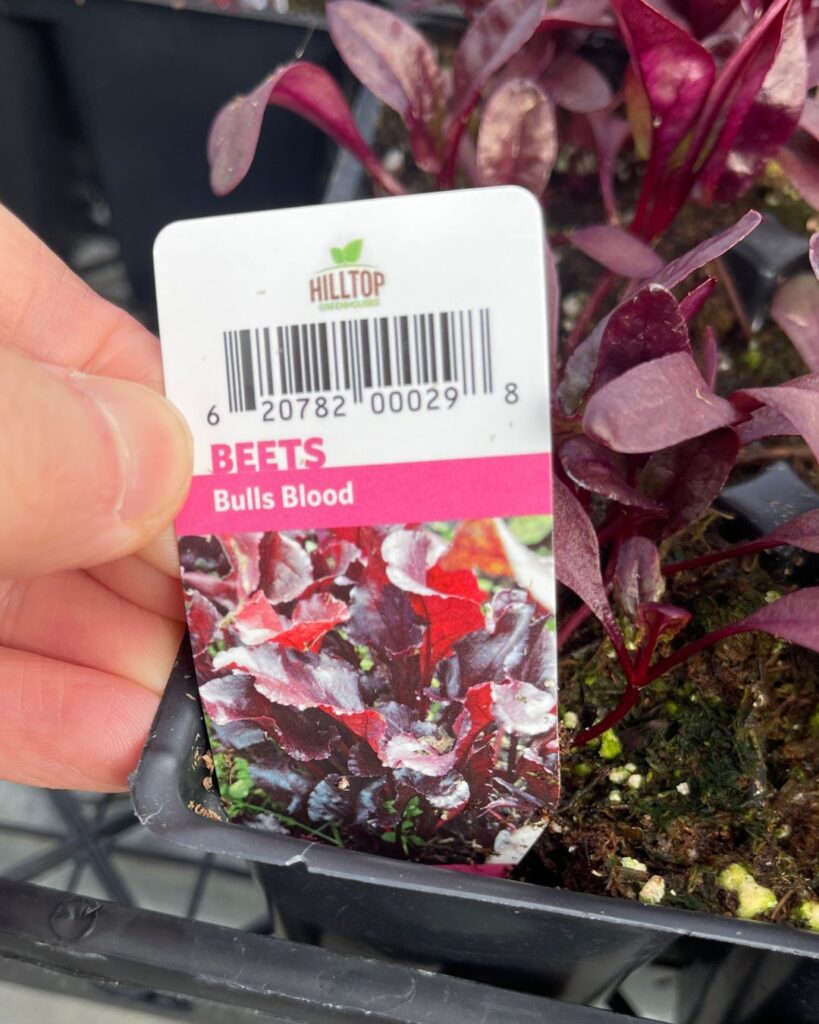 HILLTOP
GREENHOUSES
6 20782 00029 8
BEETS
Bulls Blood